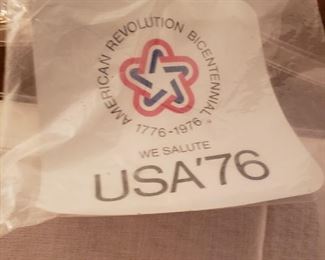 AMERICAN REVOLUTION BICENTENNIAL
1776-1976
WE SALUTE
USA'76